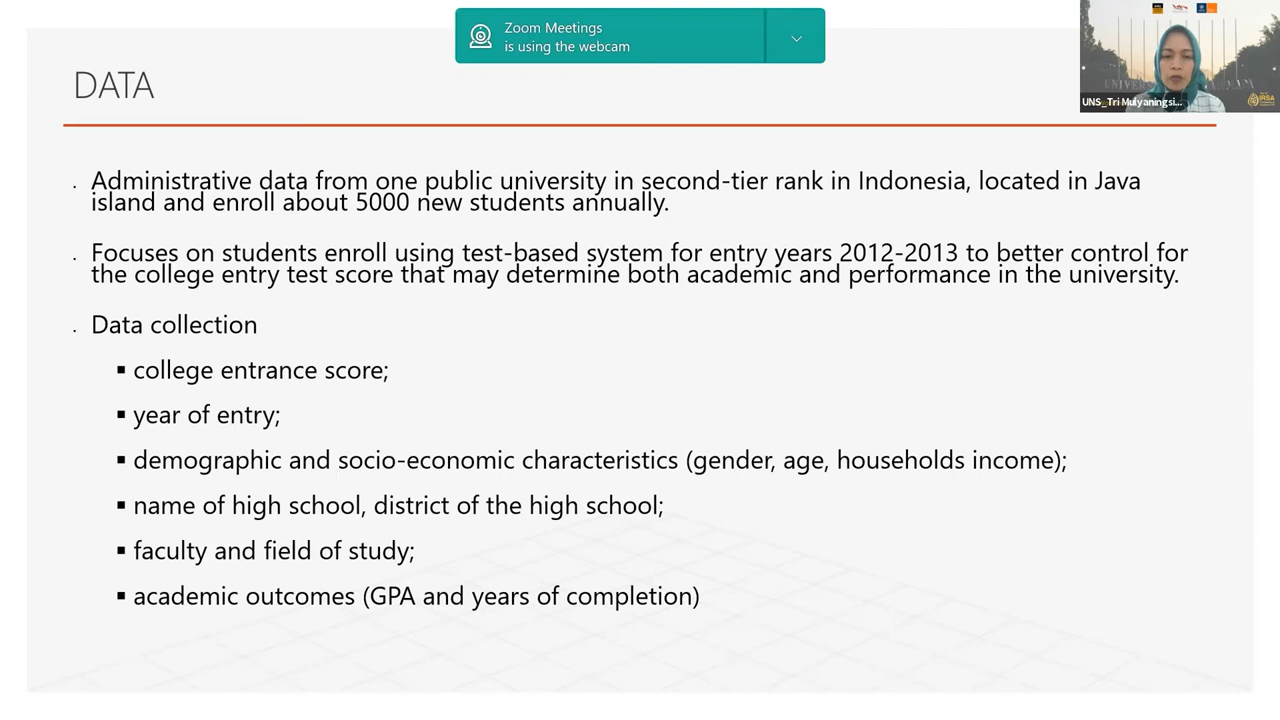 Zoom Meetings
is using the webcam
DATA
UNS_Tri Mulyaningsi...
IRSA
Administrative data from one public university in second-tier rank in Indonesia, located in Java
island and enroll about 5000 new students annually.
Focuses on students enroll using test-based system for entry years 2012-2013 to better control for
the college entry test score that may determine both academic and performance in the university.
Data collection
college entrance score;
year of entry;
demographic and socio-economic characteristics (gender, age, households income);
name of high school, district of the high school;
faculty and field of study;
academic outcomes (GPA and years of completion)